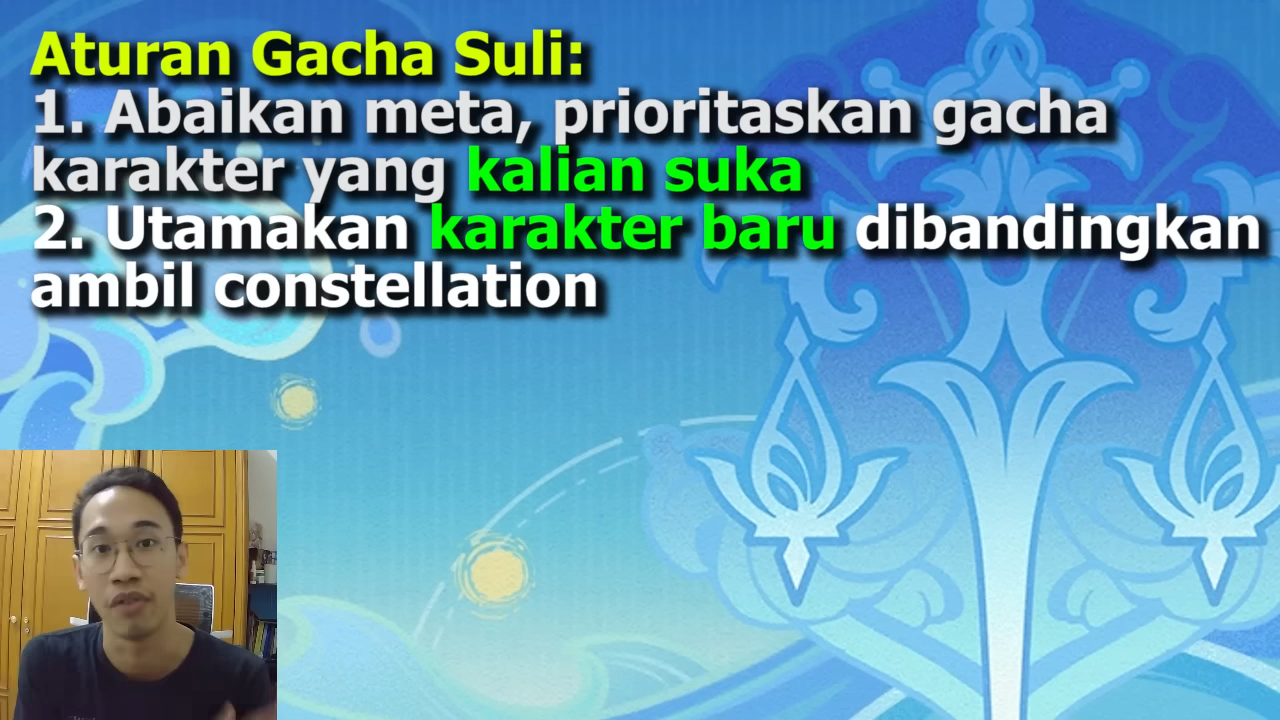 Aturan Gacha Suli:
1. Abaikan meta, prioritaskan gacha
karakter yang kalian suka
2. Utamakan karakter baru dibandingkan
ambil constellation